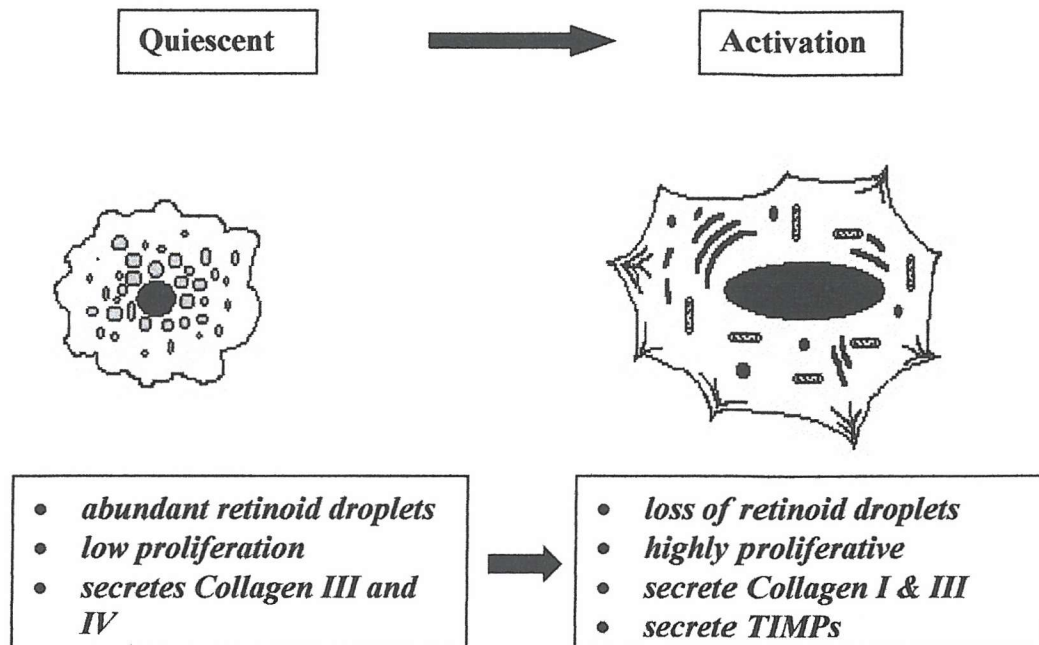 Quiescent
Activation
• abundant retinoid droplets
• low proliferation
• secretes Collagen III and
IV
• loss of retinoid droplets
• highly proliferative
• secrete Collagen I & III
• secrete TIMPs